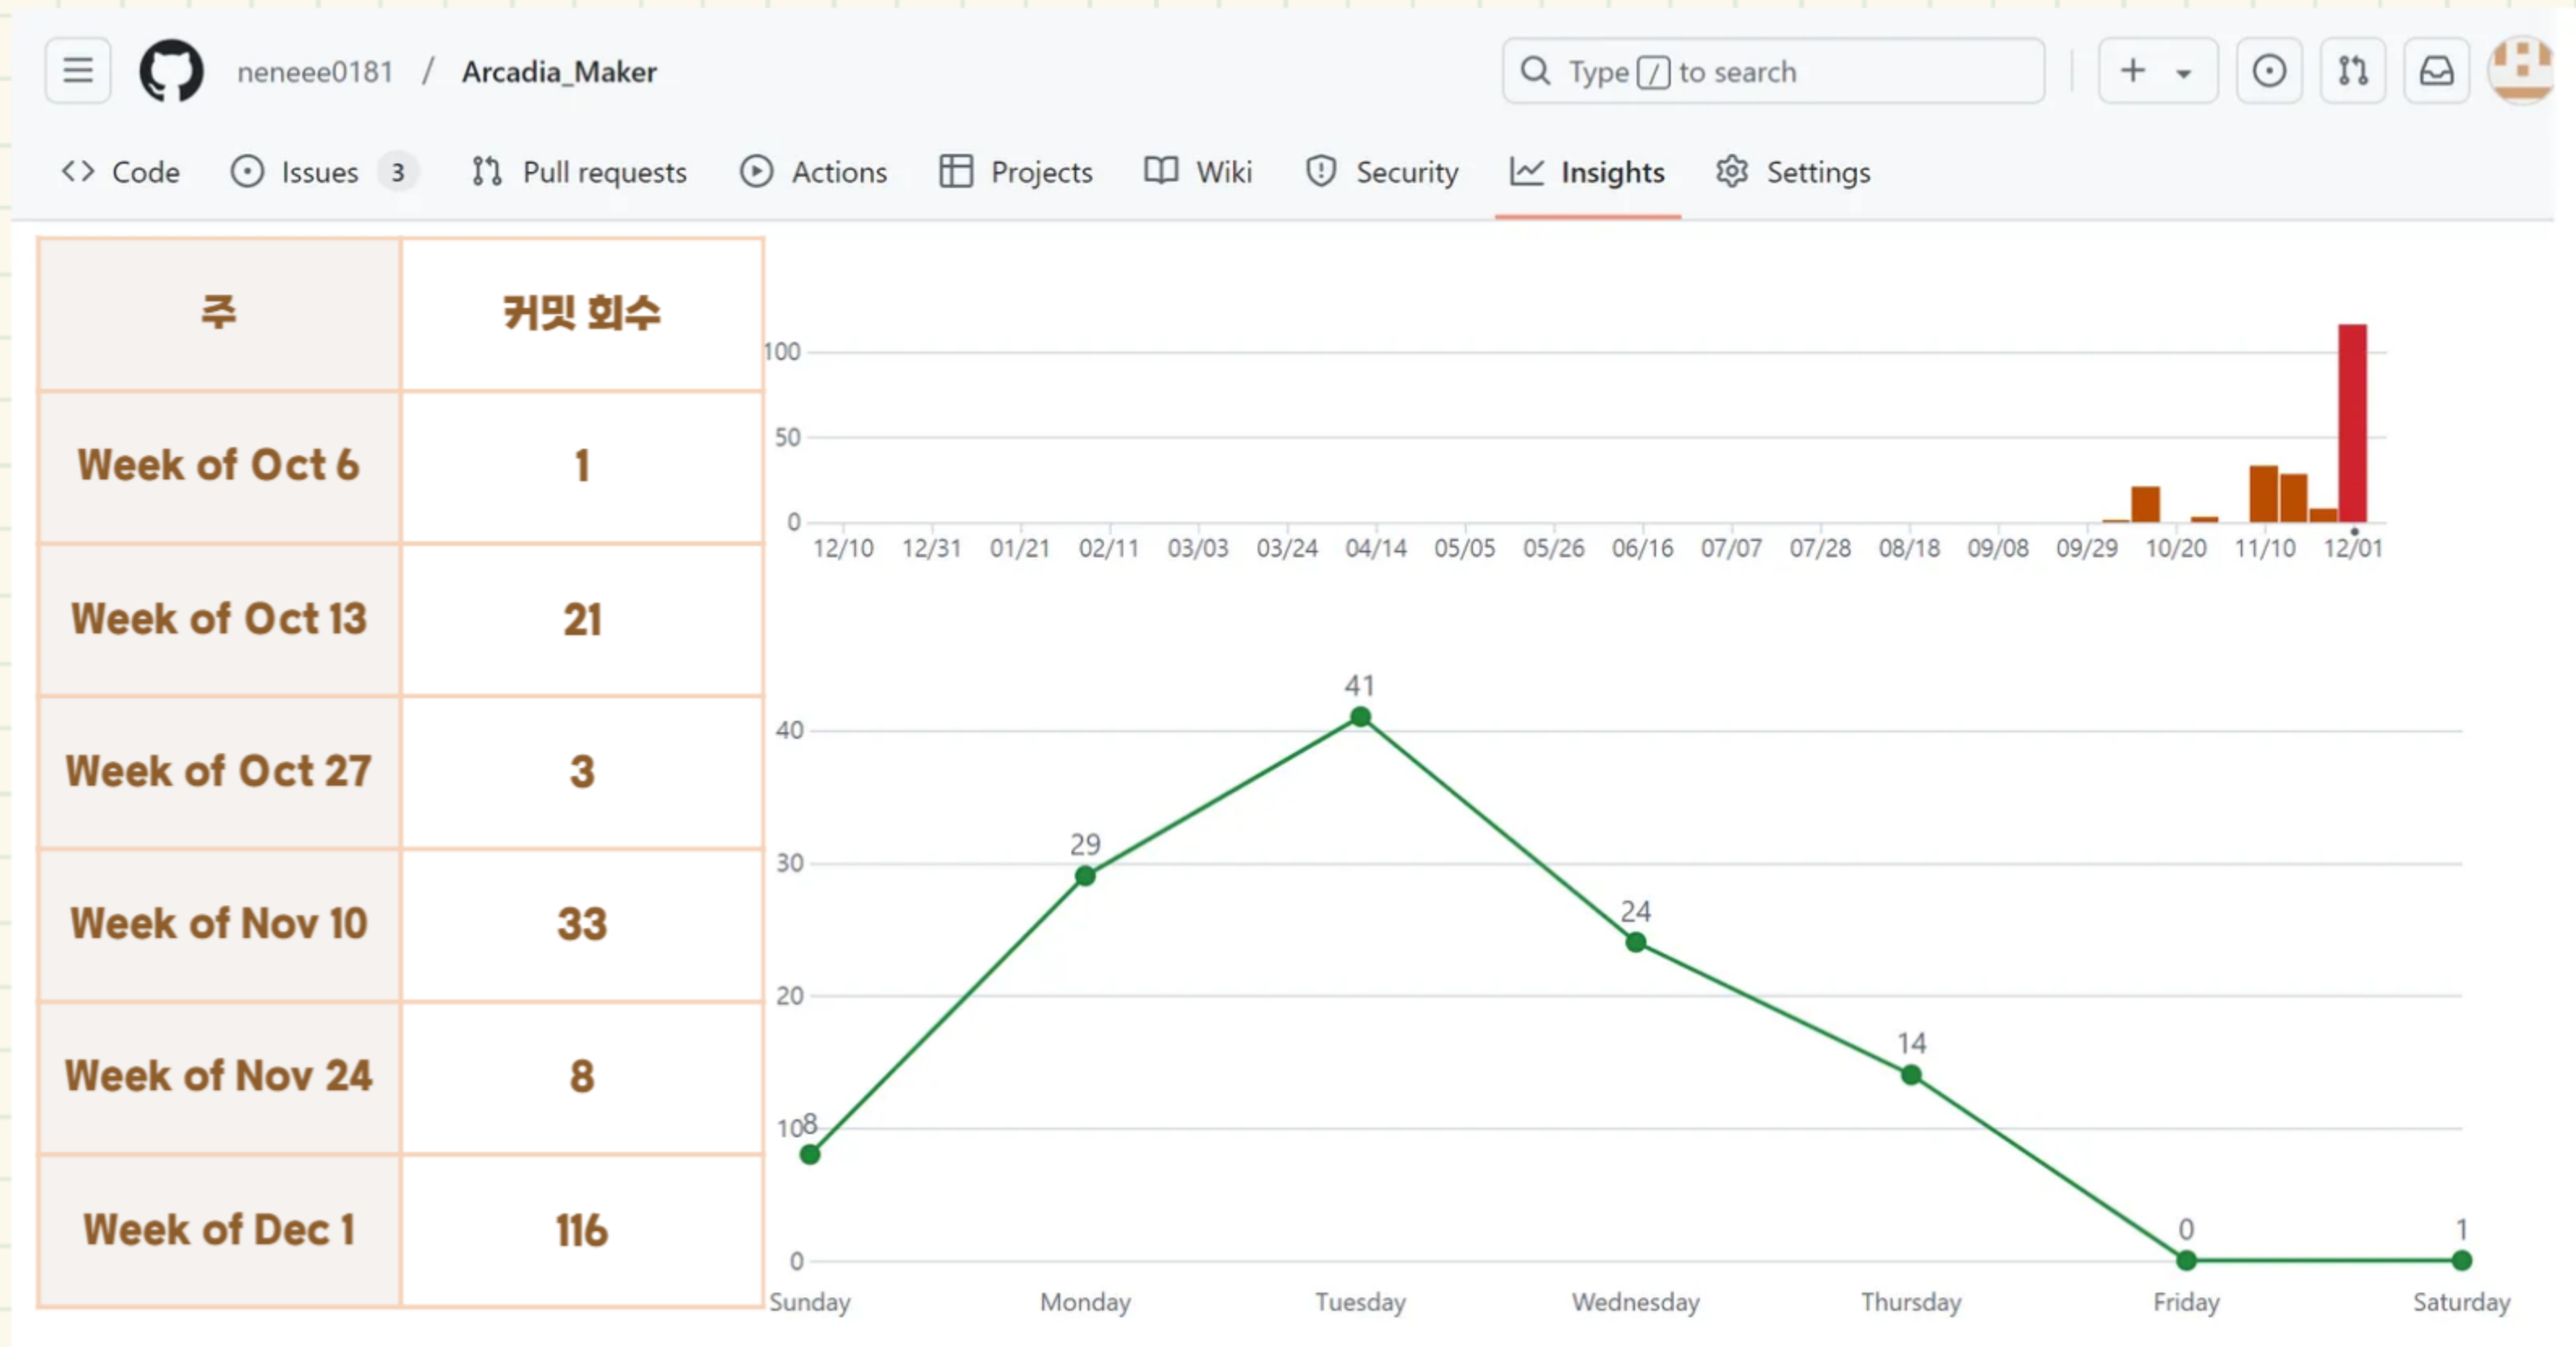 neneee0181 / Arcadia_Maker
Type / to search
Code
Issues 3
Pull requests
Actions
Projects
Wiki
Security
Insights
Settings
주 커밋 회수
Week of Oct 6 1
Week of Oct 13 21
Week of Oct 27 3
Week of Nov 10 33
Week of Nov 24 8
Week of Dec 1 116
100
50
0
12/10 12/31 01/21 02/11 03/03 03/24 04/14 05/05 05/26 06/16 07/07 07/28 08/18 09/08 09/29 10/20 11/10 12/01
41
40
29
30
24
20
14
10
8
0
1
0
Sunday Monday Tuesday Wednesday Thursday Friday Saturday